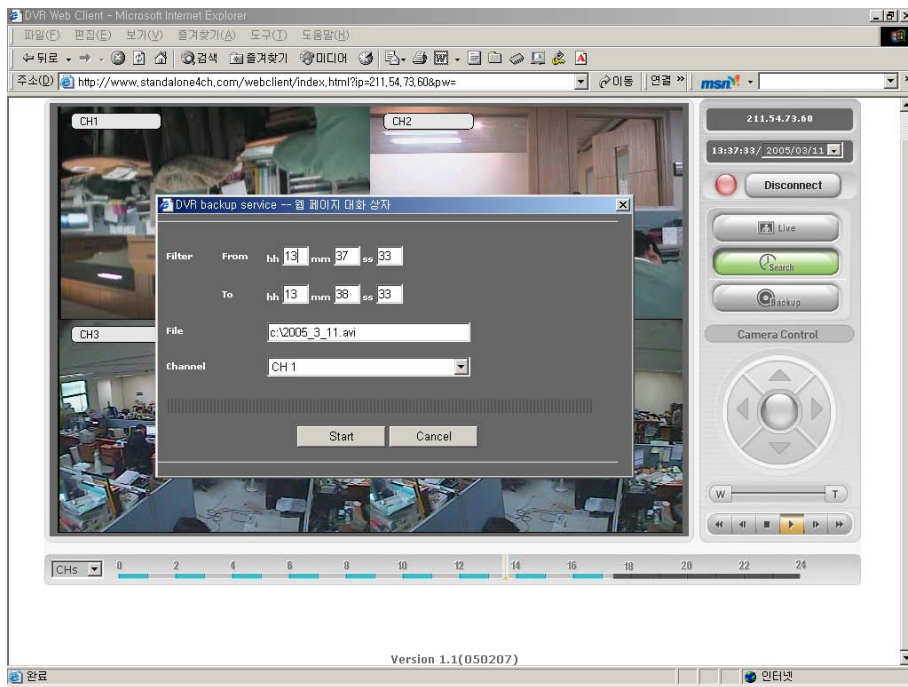 DVR Web Client - Microsoft Internet Explorer
파일(F) 편집(E) 보기(V) 즐겨찾기(A) 도구(T) 도움말(H)
뒤로 검색 즐겨찾기 미디어
주소(D) http://www.standalone4ch.com/webclient/index.html?ip=211.54.73.60&pw= 이동 연결 » msn
CH1
CH2
211.54.73.60
13:37:33/ 2005/03/11
Disconnect
DVR backup service -- 웹 페이지 대화 상자
Live
Filter From hh 13 mm 37 ss 33
Search
To hh 13 mm 38 ss 33
Backup
CH3
File c:\2005_3_11.avi
Camera Control
Channel CH 1
Start Cancel
W T
CHs 0 2 4 6 8 10 12 14 16 18 20 22 24
Version 1.1(050207)
완료 인터넷